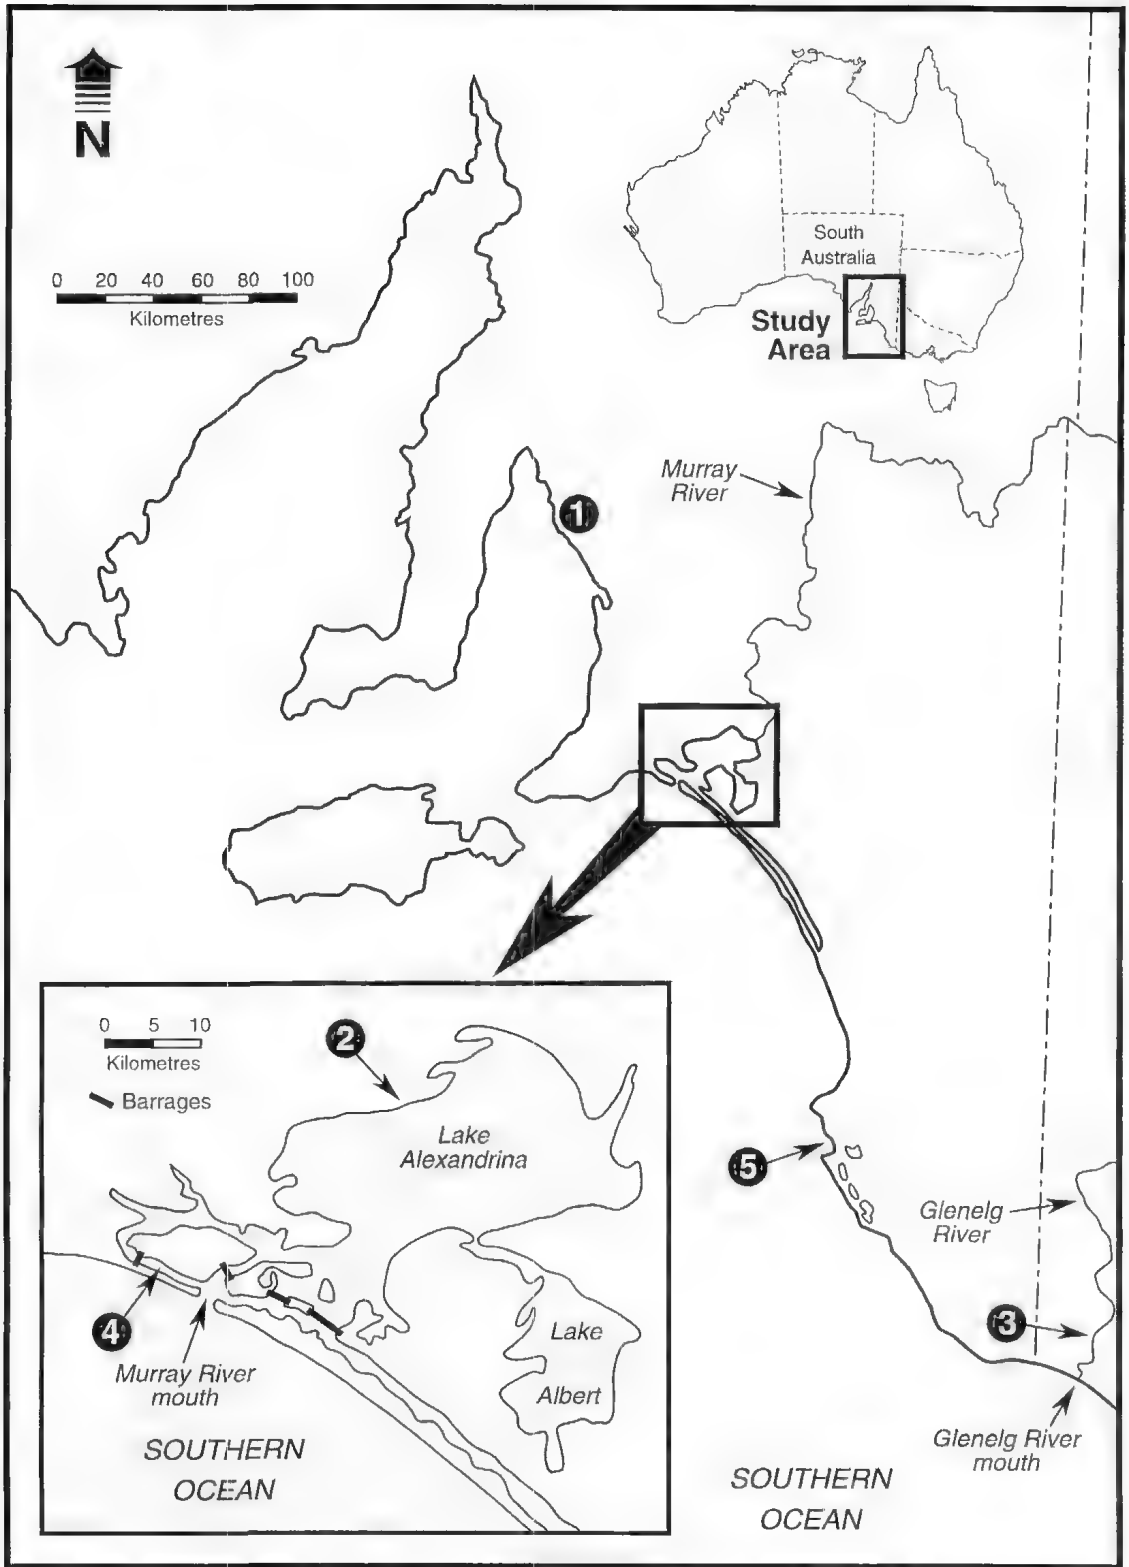 N
0 20 40 60 80 100
Kilometres
South
Australia
Study
Area
Murray
River
1
0 5 10
Kilometres
Barrages
2
Lake
Alexandrina
4
Murray River
mouth
Lake
Albert
SOUTHERN
OCEAN
5
Glenelg
River
3
Glenelg River
mouth
SOUTHERN
OCEAN